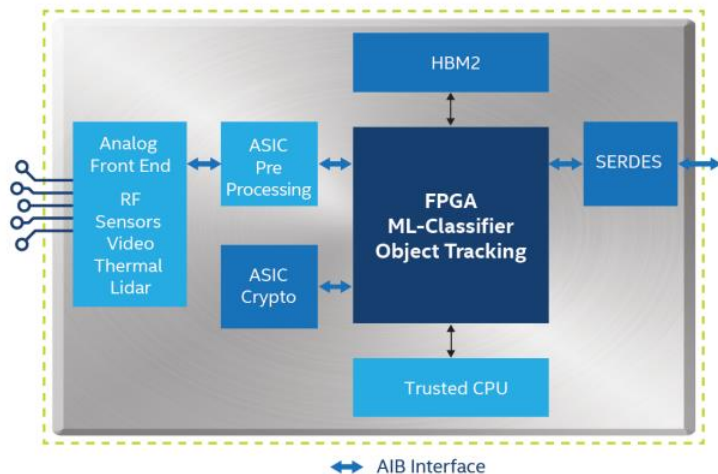 HBM2
Analog
Front End
RF
Sensors
Video
Thermal
Lidar
ASIC
Pre
Processing
FPGA
ML-Classifier
Object Tracking
SERDES
ASIC
Crypto
Trusted CPU
AIB Interface